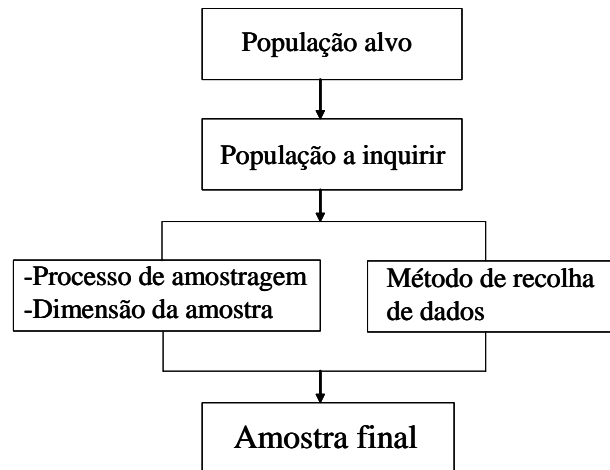 População alvo
População a inquirir
-Processo de amostragem
-Dimensão da amostra
Método de recolha
de dados
Amostra final